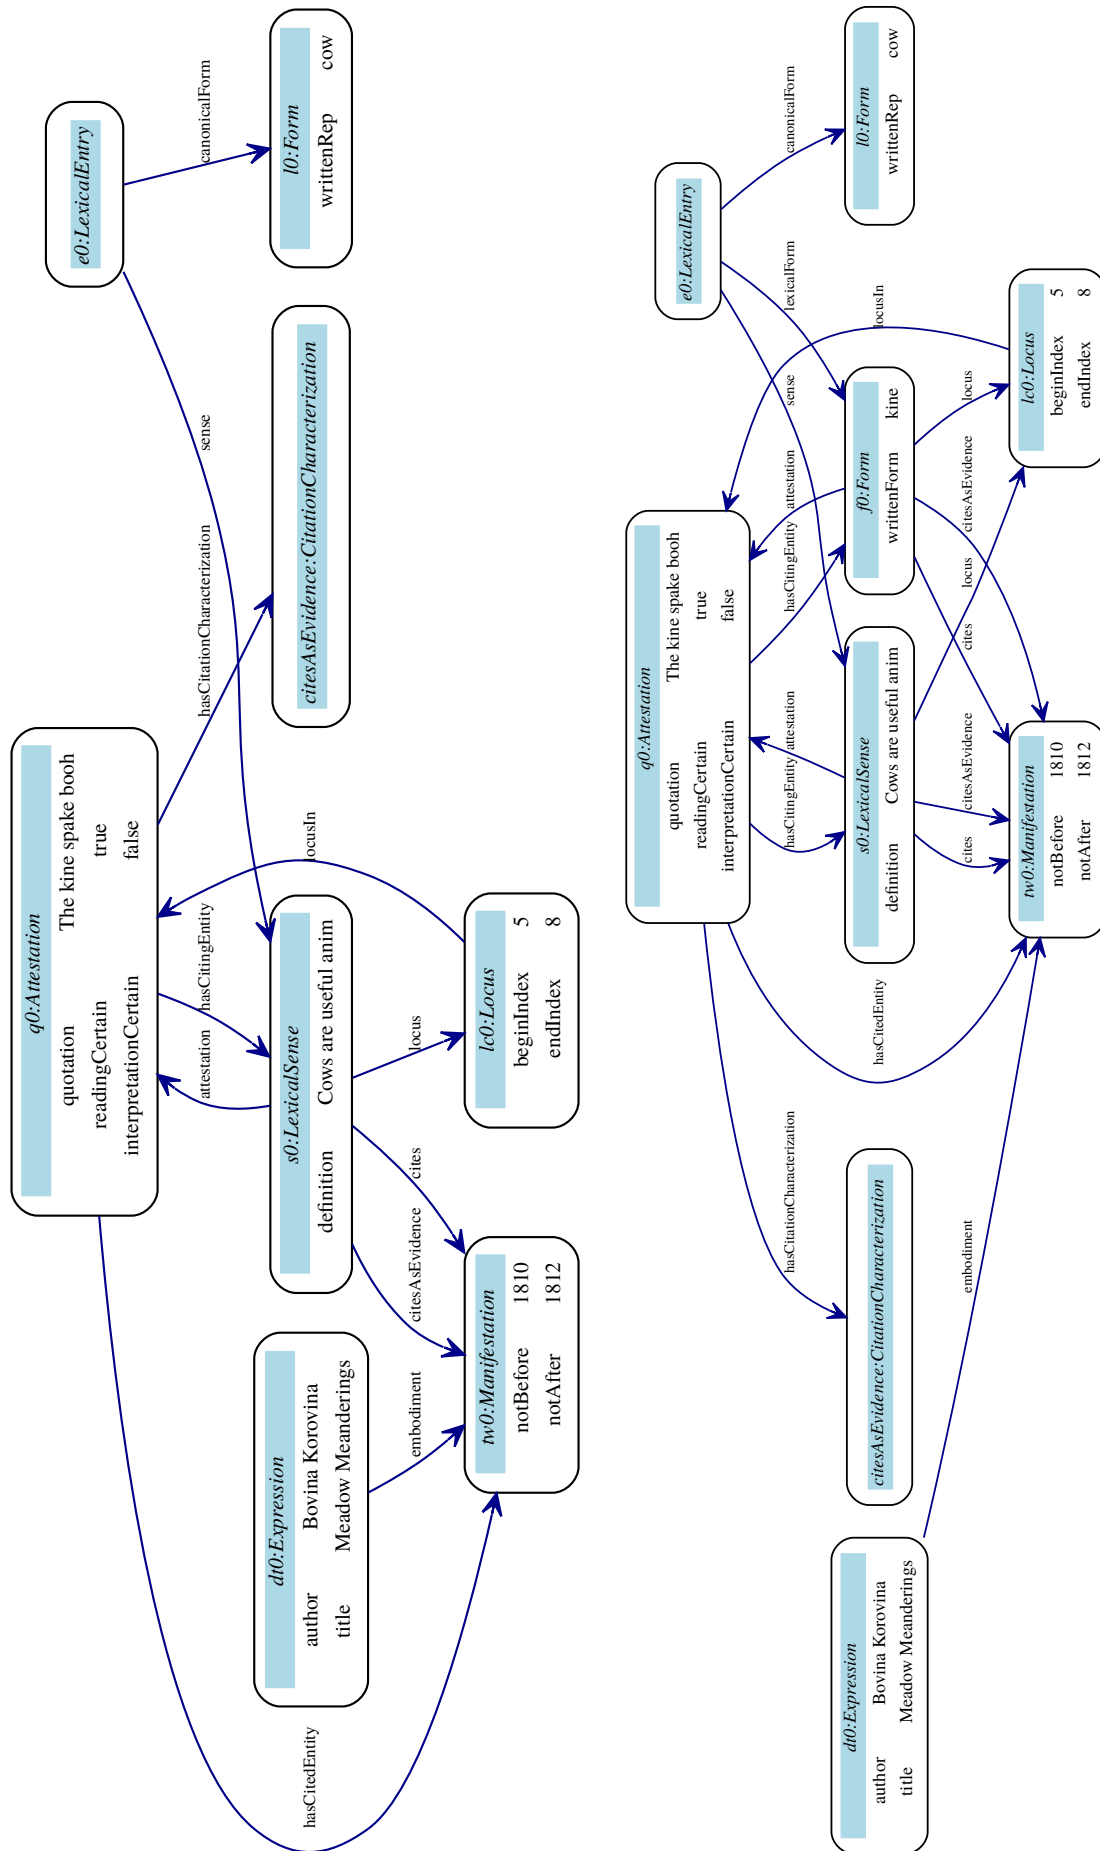 q0:Attestation
quotation The kine spake booh
readingCertain true
interpretationCertain false
e0:LexicalEntry
hasCitedEntity
attestation
hasCitingEntity
hasCitationCharacterization
sense
canonicalForm
dt0:Expression
author Bovina Korovina
title Meadow Meanderings
s0:LexicalSense
definition Cows are useful anim
citesAsEvidence:CitationCharacterization
l0:Form
writtenRep cow
locusIn
embodiment
citesAsEvidence
cites
locus
tw0:Manifestation
notBefore 1810
notAfter 1812
lc0:Locus
beginIndex 5
endIndex 8
q0:Attestation
quotation The kine spake booh
readingCertain true
interpretationCertain false
e0:LexicalEntry
hasCitationCharacterization
hasCitingEntity
attestation
hasCitingEntity
attestation
sense
lexicalForm
canonicalForm
dt0:Expression
author Bovina Korovina
title Meadow Meanderings
citesAsEvidence:CitationCharacterization
hasCitedEntity
s0:LexicalSense
definition Cows are useful anim
f0:Form
writtenForm kine
l0:Form
writtenRep cow
locusIn
embodiment
cites
citesAsEvidence
cites
locus
citesAsEvidence
locus
tw0:Manifestation
notBefore 1810
notAfter 1812
lc0:Locus
beginIndex 5
endIndex 8